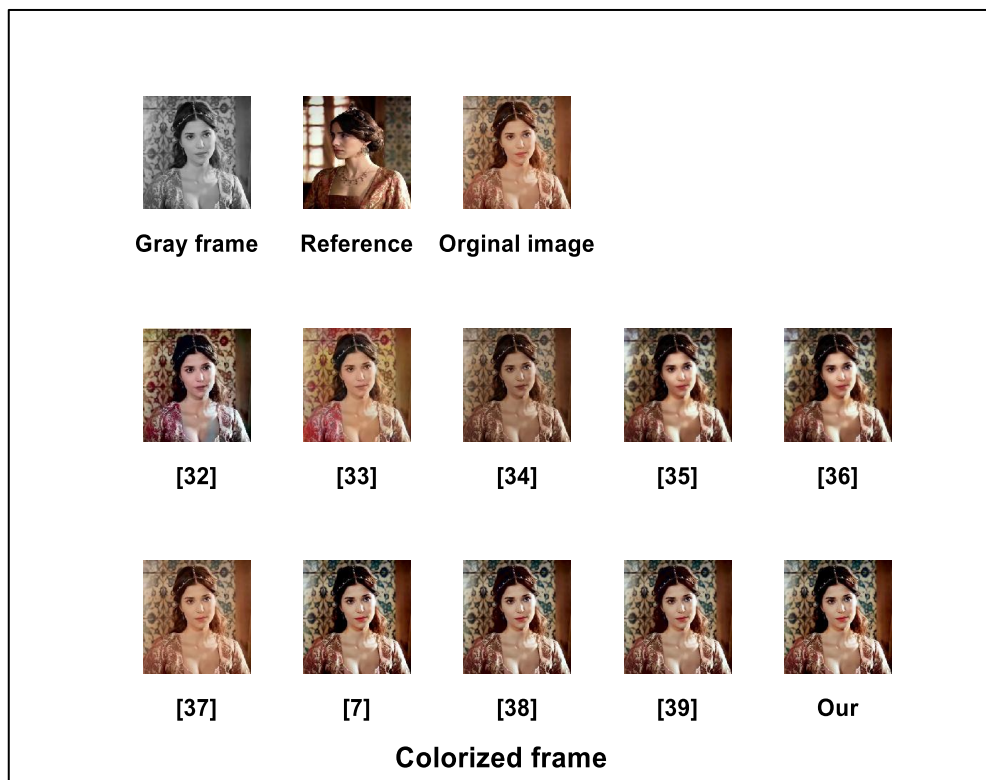 Gray frame Reference Orginal image
[32] [33] [34] [35] [36]
[37] [7] [38] [39] Our
Colorized frame